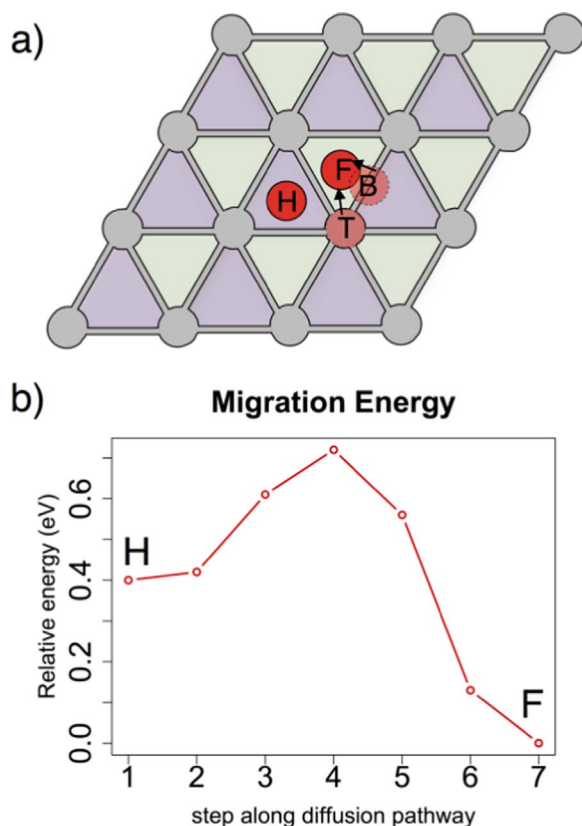 a)
F
B
H
T
b)
Migration Energy
Relative energy (eV)
0.6
0.4
0.2
0.0
H
F
1 2 3 4 5 6 7
step along diffusion pathway